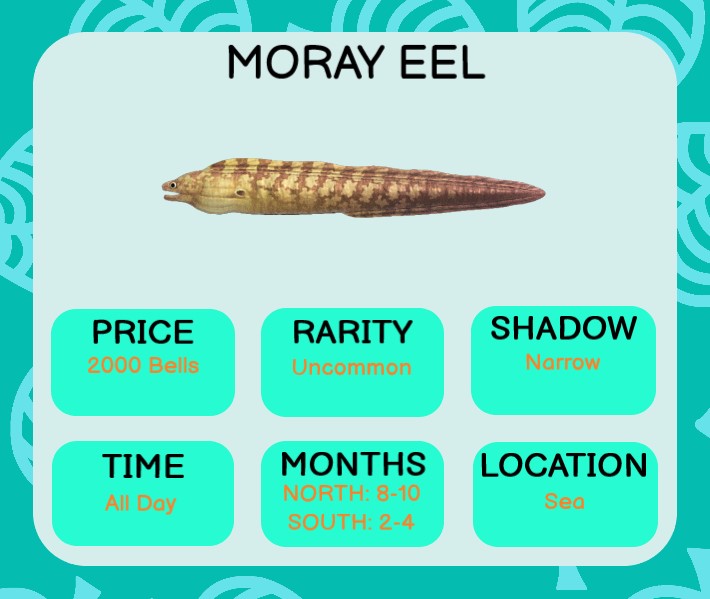 MORAY EEL
PRICE
2000 Bells
RARITY
Uncommon
SHADOW
Narrow
TIME
All Day
MONTHS
NORTH: 8-10
SOUTH: 2-4
LOCATION
Sea